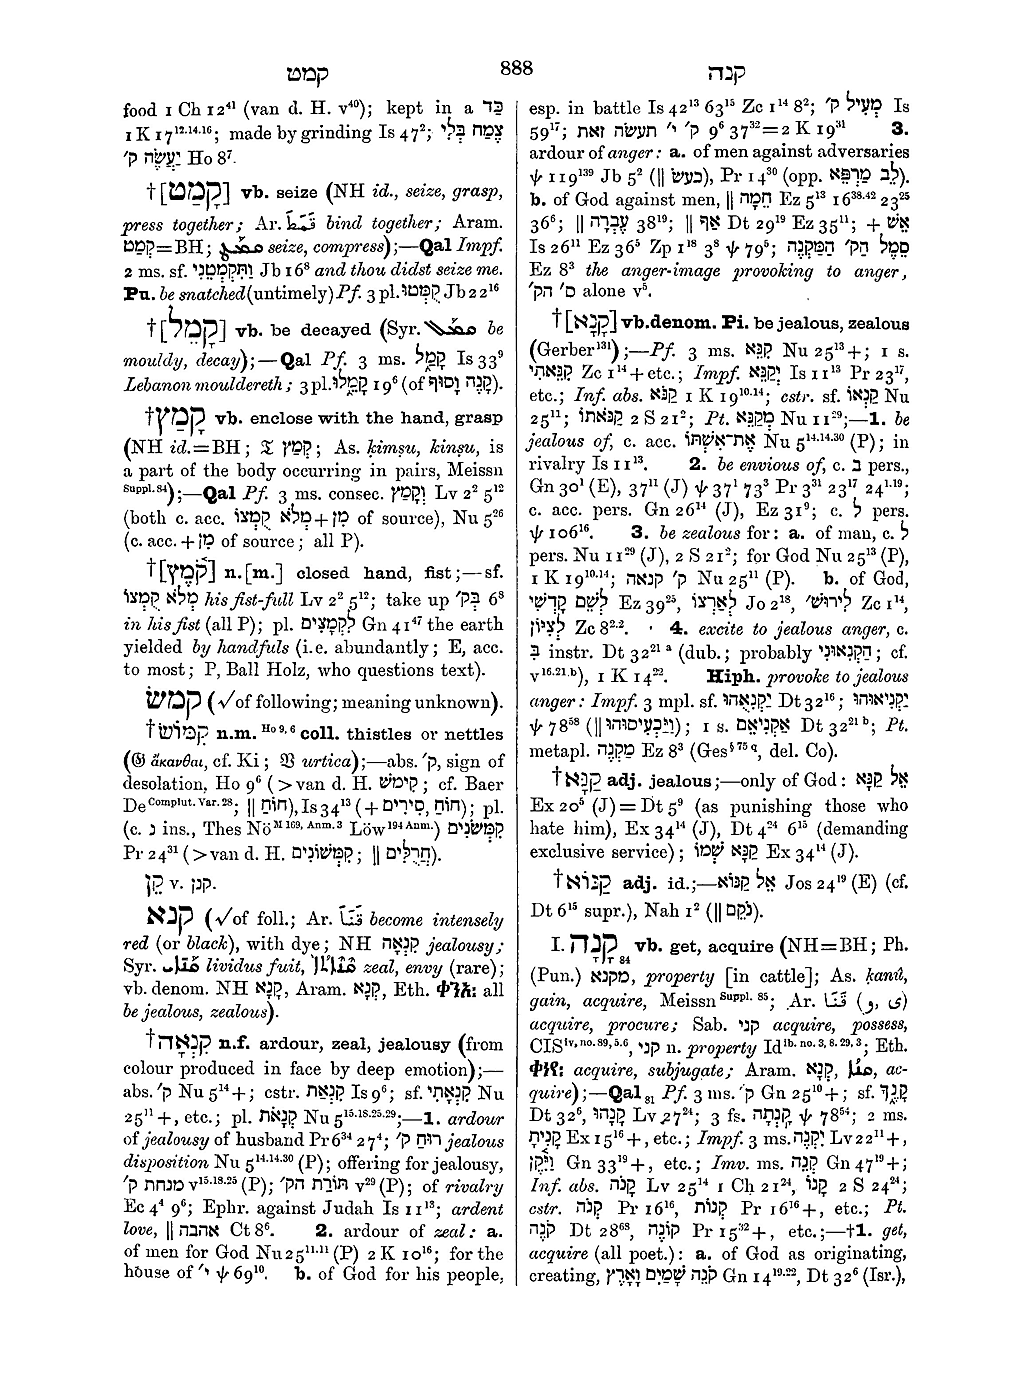 קמט
888
קנה
food 1 Ch 12⁴¹ (van d. H. v⁴⁰); kept in a כַּד
1 K 17¹²·¹⁴·¹⁶; made by grinding Is 47²; צֶמַח בְּלִי
יַעֲשֶׂה ק׳ Ho 8⁷.
†[קָמַט] vb. seize (NH id., seize, grasp,
press together; Ar. bind together; Aram.
קְמַט=BH; seize, compress);—Qal Impf.
2 ms. sf. וַתִּקְמְטֵנִי Jb 16⁸ and thou didst seize me.
Pu. be snatched (untimely) Pf. 3 pl. קֻמְּטוּ Jb 22¹⁶
†[קָמֵל] vb. be decayed (Syr. be
mouldy, decay);—Qal Pf. 3 ms. קָמַל Is 33⁹
Lebanon mouldereth; 3 pl. קָמֵלוּ 19⁶ (of קָנֶה וָסוּף).
†קָמַץ vb. enclose with the hand, grasp
(NH id.=BH; 𝔗 קְמַץ; As. ḳimṣu, ḳinṣu, is
a part of the body occurring in pairs, Meissn
Suppl. 84);—Qal Pf. 3 ms. consec. וְקָמַץ Lv 2² 5¹²
(both c. acc. מְלֹא קֻמְצוֹ + מִן of source), Nu 5²⁶
(c. acc. + מִן of source; all P).
†[קֹמֶץ] n.[m.] closed hand, fist;—sf.
מְלֹא קֻמְצוֹ his fist-full Lv 2² 5¹²; take up בְּק׳ 6⁸
in his fist (all P); pl. לִקְמָצִים Gn 41⁴⁷ the earth
yielded by handfuls (i.e. abundantly; E, acc.
to most; P, Ball Holz, who questions text).
קמשׂ (√of following; meaning unknown).
†קִמּוֹשׂ n.m. Ho 9, 6 coll. thistles or nettles
(𝔊 ἄκανθαι, cf. Ki; 𝔙 urtica);—abs. ק׳, sign of
desolation, Ho 9⁶ (>van d. H. קִימוֹשׁ; cf. Baer
De Complut. Var. 28; ‖ חוֹחַ), Is 34¹³ (+ סִירִים, חוֹחַ); pl.
(c. נ ins., Thes Nö M 169, Anm. 3 Löw 194 Anm.) קִמְּשֹׂנִים
Pr 24³¹ (>van d. H. קִמְּשׁוֹנִים; ‖ חֲרֻלִּים).
קֵן v. קנן.
קנא (√of foll.; Ar. become intensely
red (or black), with dye; NH קִנְאָה jealousy;
Syr. lividus fuit, zeal, envy (rare);
vb. denom. NH קִנֵּא, Aram. קַנֵּא, Eth. all
be jealous, zealous).
†קִנְאָה n.f. ardour, zeal, jealousy (from
colour produced in face by deep emotion);—
abs. ק׳ Nu 5¹⁴+; cstr. קִנְאַת Is 9⁶; sf. קִנְאָתִי Nu
25¹¹+, etc.; pl. קְנָאֹת Nu 5¹⁵·¹⁸·²⁵·²⁹;—1. ardour
of jealousy of husband Pr 6³⁴ 27⁴; רוּחַ ק׳ jealous
disposition Nu 5¹⁴·¹⁴·³⁰ (P); offering for jealousy,
מנחת ק׳ v¹⁵·¹⁸·²⁵ (P); תּוֹרַת הק׳ v²⁹ (P); of rivalry
Ec 4⁴ 9⁶; Ephr. against Judah Is 11¹³; ardent
love, ‖ אהבה Ct 8⁶. 2. ardour of zeal: a.
of men for God Nu 25¹¹·¹¹ (P) 2 K 10¹⁶; for the
house of י׳ ψ 69¹⁰. b. of God for his people,
esp. in battle Is 42¹³ 63¹⁵ Zc 1¹⁴ 8²; מְעִיל ק׳ Is
59¹⁷; ק׳ י׳ תעשׂה זאת 9⁶ 37³²=2 K 19³¹ 3.
ardour of anger: a. of men against adversaries
ψ 119¹³⁹ Jb 5² (‖ כעשׂ), Pr 14³⁰ (opp. לֵב מַרְפֵּא).
b. of God against men, ‖ חֵמָה Ez 5¹³ 16³⁸·⁴² 23²⁵
36⁶; ‖ עֶבְרָה 38¹⁹; ‖ אַף Dt 29¹⁹ Ez 35¹¹; + אֵשׁ
Is 26¹¹ Ez 36⁵ Zp 1¹⁸ 3⁸ ψ 79⁵; סֵמֶל הַק׳ הַמַּקְנֶה
Ez 8³ the anger-image provoking to anger,
ס׳ הק׳ alone v⁵.
†[קָנָא] vb.denom. Pi. be jealous, zealous
(Gerber¹³¹);—Pf. 3 ms. קִנֵּא Nu 25¹³+; 1 s.
קִנֵּאתִי Zc 1¹⁴+etc.; Impf. יְקַנֵּא Is 11¹³ Pr 23¹⁷,
etc.; Inf. abs. קַנֹּא 1 K 19¹⁰·¹⁴; cstr. sf. קַנְאוֹ Nu
25¹¹; קַנֹּאתוֹ 2 S 21²; Pt. מְקַנֵּא Nu 11²⁹;—1. be
jealous of, c. acc. אֶת־אִשְׁתּוֹ Nu 5¹⁴·¹⁴·³⁰ (P); in
rivalry Is 11¹³. 2. be envious of, c. ב pers.,
Gn 30¹ (E), 37¹¹ (J) ψ 37¹ 73³ Pr 3³¹ 23¹⁷ 24¹·¹⁹;
c. acc. pers. Gn 26¹⁴ (J), Ez 31⁹; c. ל pers.
ψ 106¹⁶. 3. be zealous for: a. of man, c. ל
pers. Nu 11²⁹ (J), 2 S 21²; for God Nu 25¹³ (P),
1 K 19¹⁰·¹⁴; ק׳ קנאה Nu 25¹¹ (P). b. of God,
לְשֵׁם קָדְשִׁי Ez 39²⁵, לְאַרְצוֹ Jo 2¹⁸, לִירוּשׁ׳ Zc 1¹⁴,
לְצִיּוֹן Zc 8²·². 4. excite to jealous anger, c.
בְּ instr. Dt 32²¹ ᵃ (dub.; probably הַקְנִאוּנִי; cf.
v¹⁶·²¹·ᵇ), 1 K 14²². Hiph. provoke to jealous
anger: Impf. 3 mpl. sf. יַקְנִאֻהוּ Dt 32¹⁶; יַקְנִיאוּהוּ
ψ 78⁵⁸ (‖ וַיַּכְעִיסוּהוּ); 1 s. אַקְנִיאֵם Dt 32²¹ ᵇ; Pt.
metapl. מַקְנֶה Ez 8³ (Ges § 75 q, del. Co).
†קַנָּא adj. jealous;—only of God: אֵל קַנָּא
Ex 20⁵ (J)=Dt 5⁹ (as punishing those who
hate him), Ex 34¹⁴ (J), Dt 4²⁴ 6¹⁵ (demanding
exclusive service); קַנָּא שְׁמוֹ Ex 34¹⁴ (J).
†קַנּוֹא adj. id.;—אֵל קַנּוֹא Jos 24¹⁹ (E) (cf.
Dt 6¹⁵ supr.), Nah 1² (‖ נֹקֵם).
I. קָנָה 84 vb. get, acquire (NH=BH; Ph.
(Pun.) מקנא, property [in cattle]; As. ḳanû,
gain, acquire, Meissn Suppl. 85; Ar. (ى, و)
acquire, procure; Sab. קני acquire, possess,
CIS iv, no. 89, 5. 6, קני n. property Id ib. no. 3, 8. 29, 3; Eth.
acquire, subjugate; Aram. קְנָא, ac-
quire);—Qal 81 Pf. 3 ms. ק׳ Gn 25¹⁰+; sf. קָנֶךָ
Dt 32⁶, קָנָהוּ Lv 27²⁴; 3 fs. קָנְתָה ψ 78⁵⁴; 2 ms.
קָנִיתָ Ex 15¹⁶+, etc.; Impf. 3 ms. יִקְנֶה Lv 22¹¹+,
וַיִּקֶן Gn 33¹⁹+, etc.; Imv. ms. קְנֵה Gn 47¹⁹+;
Inf. abs. קָנֹה Lv 25¹⁴ 1 Ch 21²⁴, קָנוֹ 2 S 24²⁴;
cstr. קְנֹה Pr 16¹⁶, קְנוֹת Pr 16¹⁶+, etc.; Pt.
קֹנֶה Dt 28⁶⁸, קוֹנֶה Pr 15³²+, etc.;—†1. get,
acquire (all poet.): a. of God as originating,
creating, קֹנֵה שָׁמַיִם וָאָרֶץ Gn 14¹⁹·²², Dt 32⁶ (Isr.),